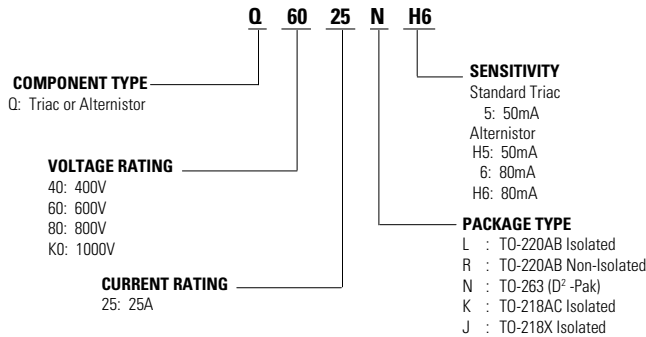 Q 60 25 N H6
COMPONENT TYPE
Q: Triac or Alternistor
VOLTAGE RATING
40: 400V
60: 600V
80: 800V
K0: 1000V
CURRENT RATING
25: 25A
SENSITIVITY
Standard Triac
5: 50mA
Alternistor
H5: 50mA
6: 80mA
H6: 80mA
PACKAGE TYPE
L : TO-220AB Isolated
R : TO-220AB Non-Isolated
N : TO-263 (D² -Pak)
K : TO-218AC Isolated
J : TO-218X Isolated